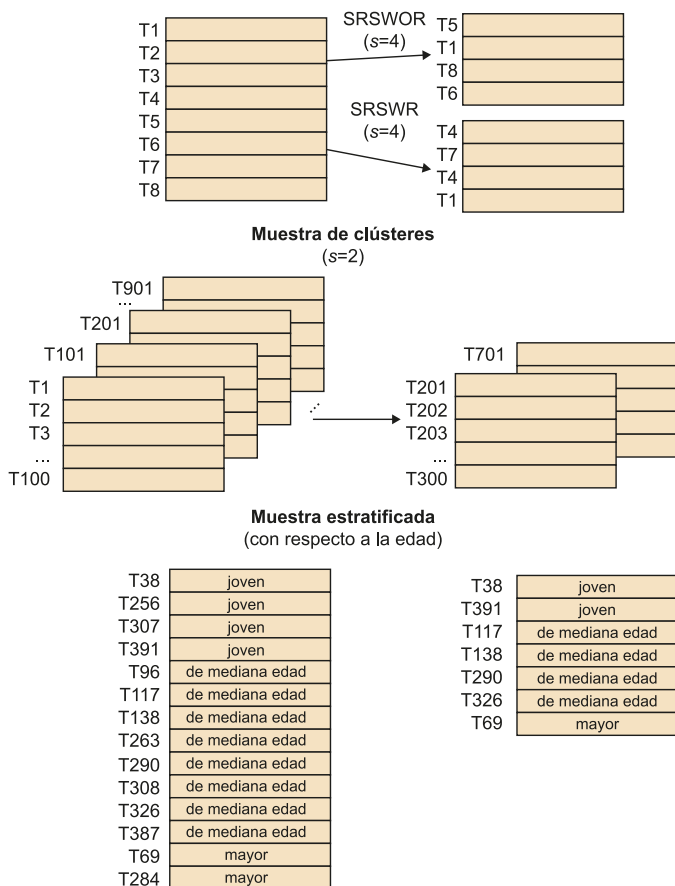 T1
T2
T3
T4
T5
T6
T7
T8
SRSWOR
(s=4)
T5
T1
T8
T6
SRSWR
(s=4)
T4
T7
T4
T1
Muestra de clústeres
(s=2)
T901
...
T201
T101
T1
T2
T3
...
T100
...
T701
T201
T202
T203
...
T300
Muestra estratificada
(con respecto a la edad)
T38 joven
T256 joven
T307 joven
T391 joven
T96 de mediana edad
T117 de mediana edad
T138 de mediana edad
T263 de mediana edad
T290 de mediana edad
T308 de mediana edad
T326 de mediana edad
T387 de mediana edad
T69 mayor
T284 mayor
T38 joven
T391 joven
T117 de mediana edad
T138 de mediana edad
T290 de mediana edad
T326 de mediana edad
T69 mayor